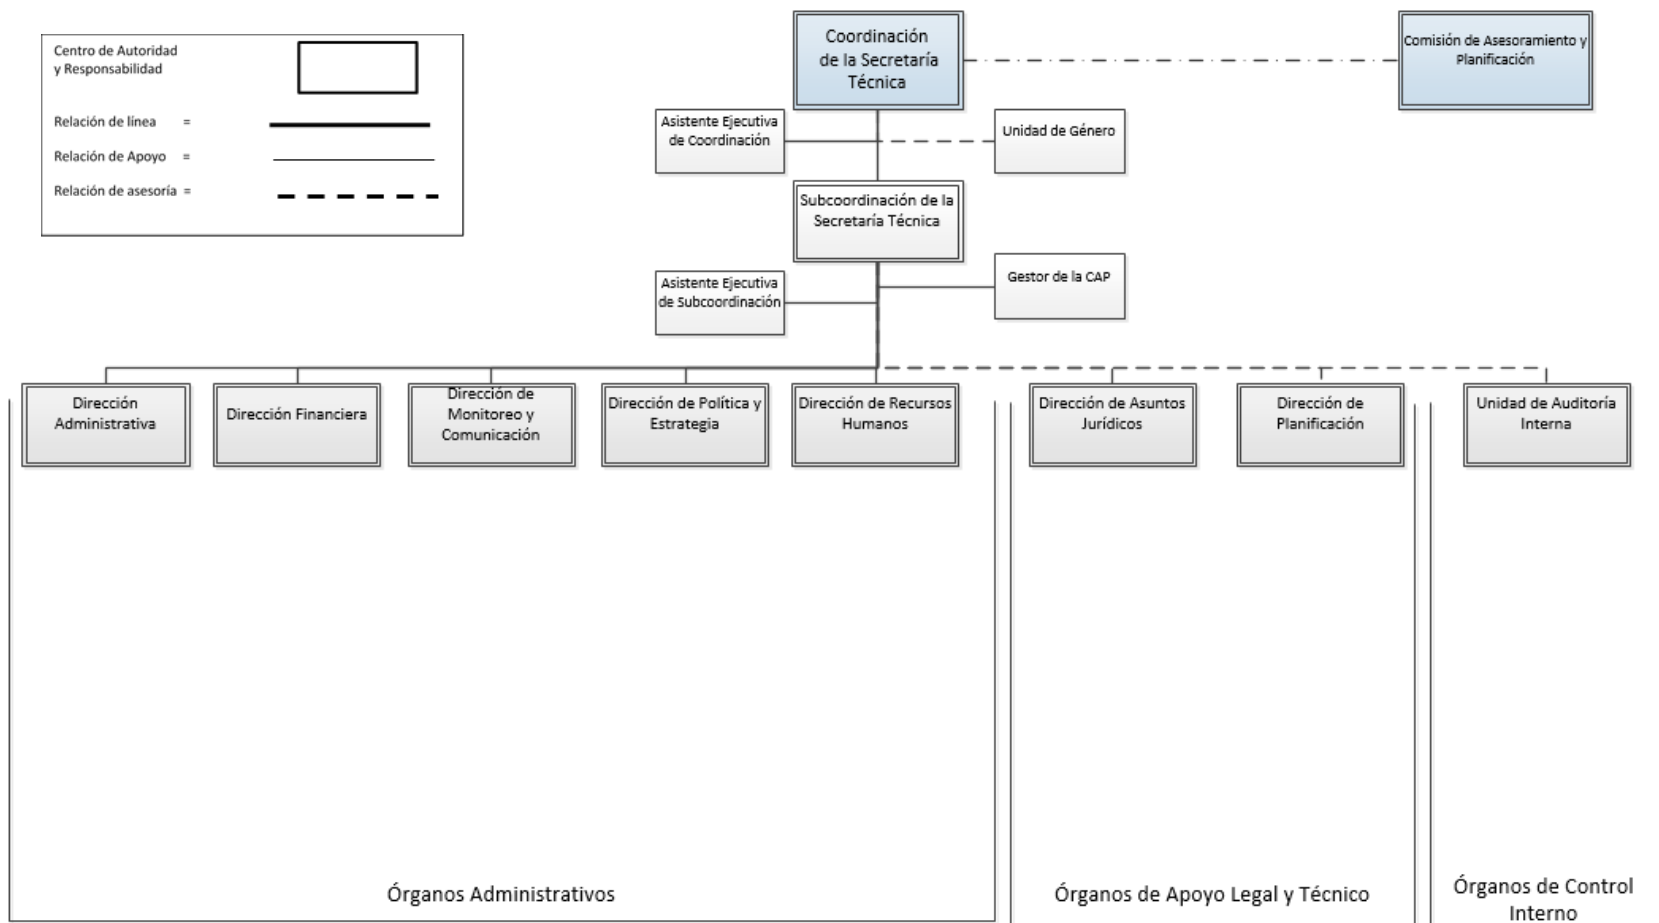 Centro de Autoridad
y Responsabilidad
Relación de línea =
Relación de Apoyo =
Relación de asesoría =
Coordinación
de la Secretaría
Técnica
Comisión de Asesoramiento y
Planificación
Asistente Ejecutiva
de Coordinación
Unidad de Género
Subcoordinación de la
Secretaría Técnica
Asistente Ejecutiva
de Subcoordinación
Gestor de la CAP
Dirección
Administrativa
Dirección Financiera
Dirección de
Monitoreo y
Comunicación
Dirección de Política y
Estrategia
Dirección de Recursos
Humanos
Dirección de Asuntos
Jurídicos
Dirección de
Planificación
Unidad de Auditoría
Interna
Órganos Administrativos
Órganos de Apoyo Legal y Técnico
Órganos de Control
Interno